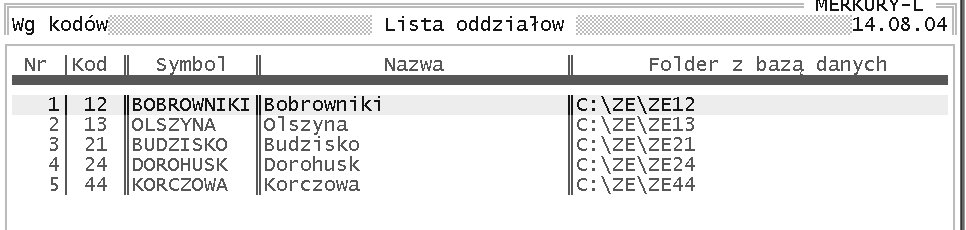 MERKURY-L
Wg kodów Lista oddziałow 14.08.04
Nr |Kod ‖ Symbol ‖ Nazwa ‖ Folder z bazą danych
1| 12 ‖BOBROWNIKI‖Bobrowniki ‖C:\ZE\ZE12
2| 13 ‖OLSZYNA ‖Olszyna ‖C:\ZE\ZE13
3| 21 ‖BUDZISKO ‖Budzisko ‖C:\ZE\ZE21
4| 24 ‖DOROHUSK ‖Dorohusk ‖C:\ZE\ZE24
5| 44 ‖KORCZOWA ‖Korczowa ‖C:\ZE\ZE44